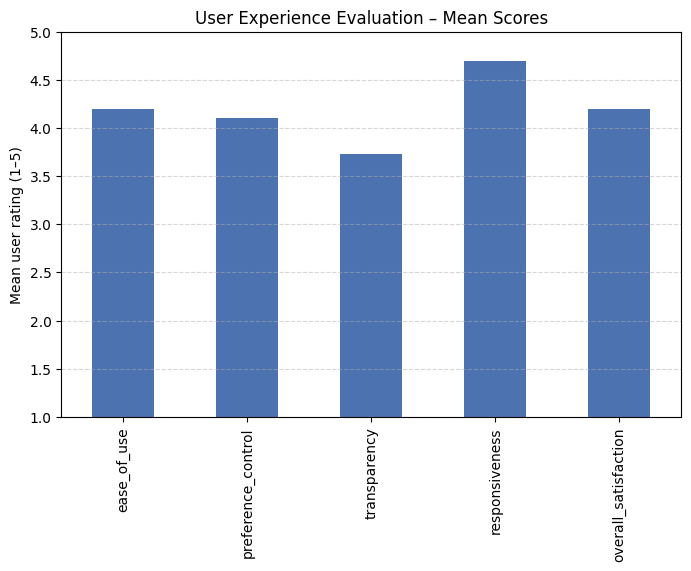 User Experience Evaluation – Mean Scores
Mean user rating (1–5)
5.0
4.5
4.0
3.5
3.0
2.5
2.0
1.5
1.0
ease_of_use
preference_control
transparency
responsiveness
overall_satisfaction